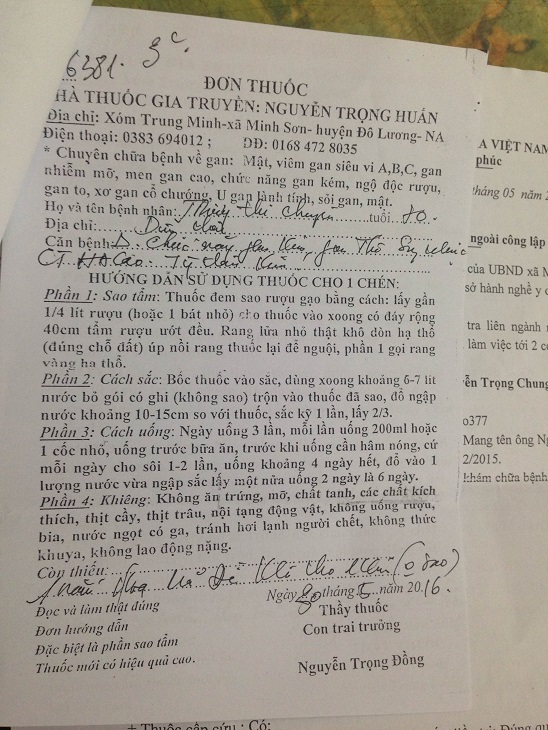 6381.
ĐƠN THUỐC
HÀ THUỐC GIA TRUYỀN: NGUYỄN TRỌNG HUẤN
Địa chỉ: Xóm Trung Minh-xã Minh Sơn- huyện Đô Lương- NA
Điện thoại: 0383 694012 ; DĐ: 0168 472 8035
* Chuyên chữa bệnh về gan: Mật, viêm gan siêu vi A,B,C, gan
nhiễm mỡ, men gan cao, chức năng gan kém, ngộ độc rượu,
gan to, xơ gan cổ chướng, U gan lành tính, sỏi gan, mật.
Họ và tên bệnh nhân: tuổi
Địa chỉ:
Căn bệnh:
HƯỚNG DẪN SỬ DỤNG THUỐC CHO 1 CHÉN:
Phần 1: Sao tẩm: Thuốc đem sao rượu gạo bằng cách: lấy gần
1/4 lít rượu (hoặc 1 bát nhỏ) cho thuốc vào xoong có đáy rộng
40cm tẩm rượu ướt đều. Rang lửa nhỏ thật khô dòn hạ thổ
(đúng chỗ đất) úp nồi rang thuốc lại để nguội, phần 1 gọi rang
vàng hạ thổ.
Phần 2: Cách sắc: Bốc thuốc vào sắc, dùng xoong khoảng 6-7 lít
nước bỏ gói có ghi (không sao) trộn vào thuốc đã sao, đổ ngập
nước khoảng 10-15cm so với thuốc, sắc kỹ 1 lần, lấy 2/3.
Phần 3: Cách uống: Ngày uống 3 lần, mỗi lần uống 200ml hoặc
1 cốc nhỏ, uống trước bữa ăn, trước khi uống cần hâm nóng, cứ
mỗi ngày cho sôi 1-2 lần, uống khoảng 4 ngày hết, đổ vào 1
lượng nước vừa ngập sắc lấy một nửa uống 2 ngày là 6 ngày.
Phần 4: Khiêng: Không ăn trứng, mỡ, chất tanh, các chất kích
thích, thịt cầy, thịt trâu, nội tạng động vật, không uống rượu,
bia, nước ngọt có ga, tránh hơi lạnh người chết, không thức
khuya, không lao động nặng.
Còn thiếu:
Ngày 30 tháng 5 năm 2016.
Đọc và làm thật đúng
Đơn hướng dẫn
Đặc biệt là phần sao tẩm
Thuốc mới có hiệu quả cao.
Thầy thuốc
Con trai trưởng
Nguyễn Trọng Đồng
A VIỆT NAM
phúc
tháng 05 năm 2
ngoài công lập
của UBND xã M
sở hành nghề y c
tra liên ngành
làm việc tới 2 c
ễn Trọng Chung
o377
Mang tên ông Ng
2/2015.
khám chữa bệnh
+ Thuốc cân cứu : Có: